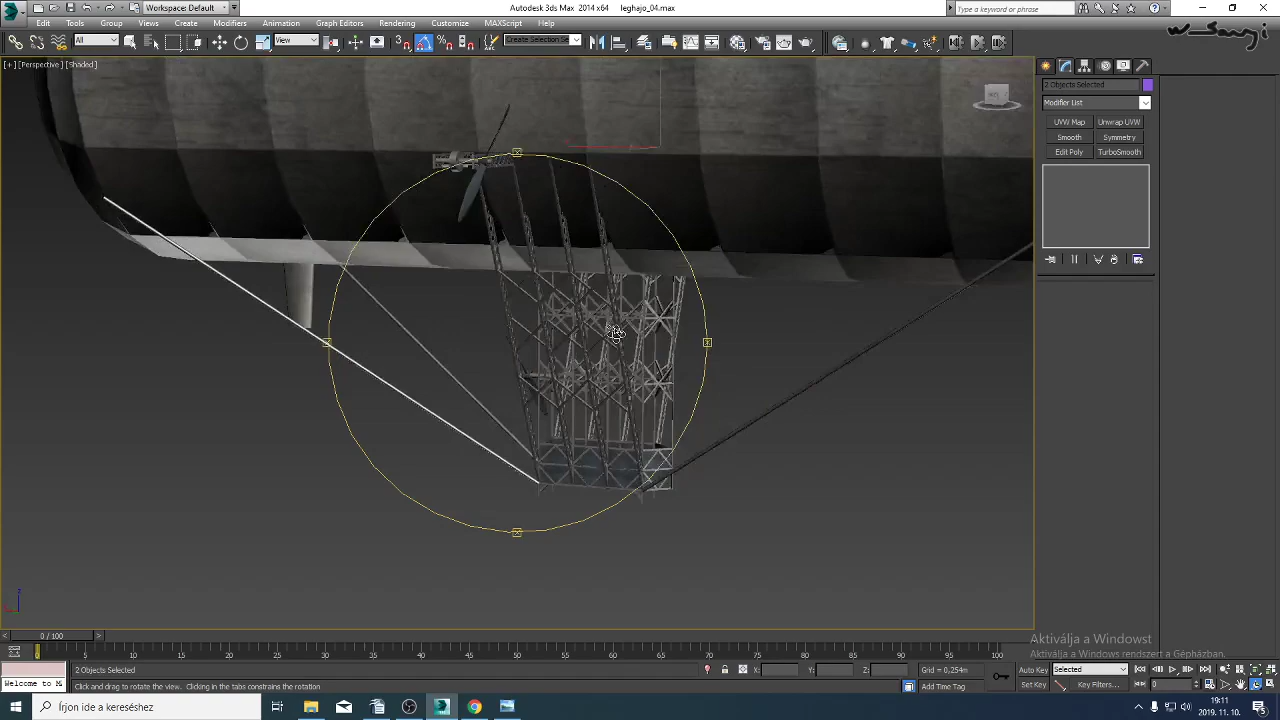 Autodesk 3ds Max 2014 x64    leghajo_04.max
Workspace: Default
Type a keyword or phrase
Edit Tools Group Views Create Modifiers Animation Graph Editors Rendering Customize MAXScript Help
All View Create Selection Se
[+] [Perspective] [Shaded]
2 Objects Selected
Modifier List
UVW Map Unwrap UVW
Smooth Symmetry
Edit Poly TurboSmooth
0 / 100
0 5 10 15 20 25 30 35 40 45 50 55 60 65 70 75 80 85 90 95 100
Aktiválja a Windowst
Aktiválja a Windows rendszert a Gépházban.
2 Objects Selected X: Y: Z: Grid = 0,254m Auto Key Selected
Welcome to M Click and drag to rotate the view. Clicking in the tabs constrains the rotation Add Time Tag Set Key Key Filters... 0
Írjon ide a kereséshez
19:11
2019. 11. 10.